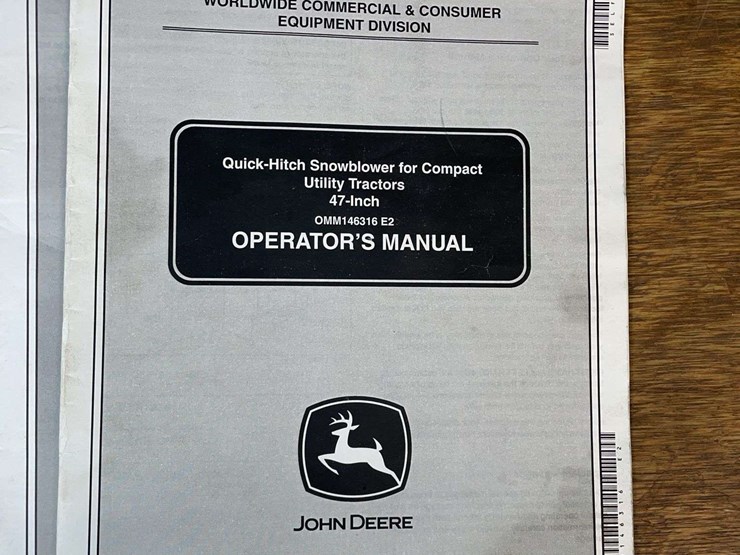 WORLDWIDE COMMERCIAL & CONSUMER
EQUIPMENT DIVISION
Quick-Hitch Snowblower for Compact
Utility Tractors
47-Inch
OMM146316 E2
OPERATOR'S MANUAL
JOHN DEERE